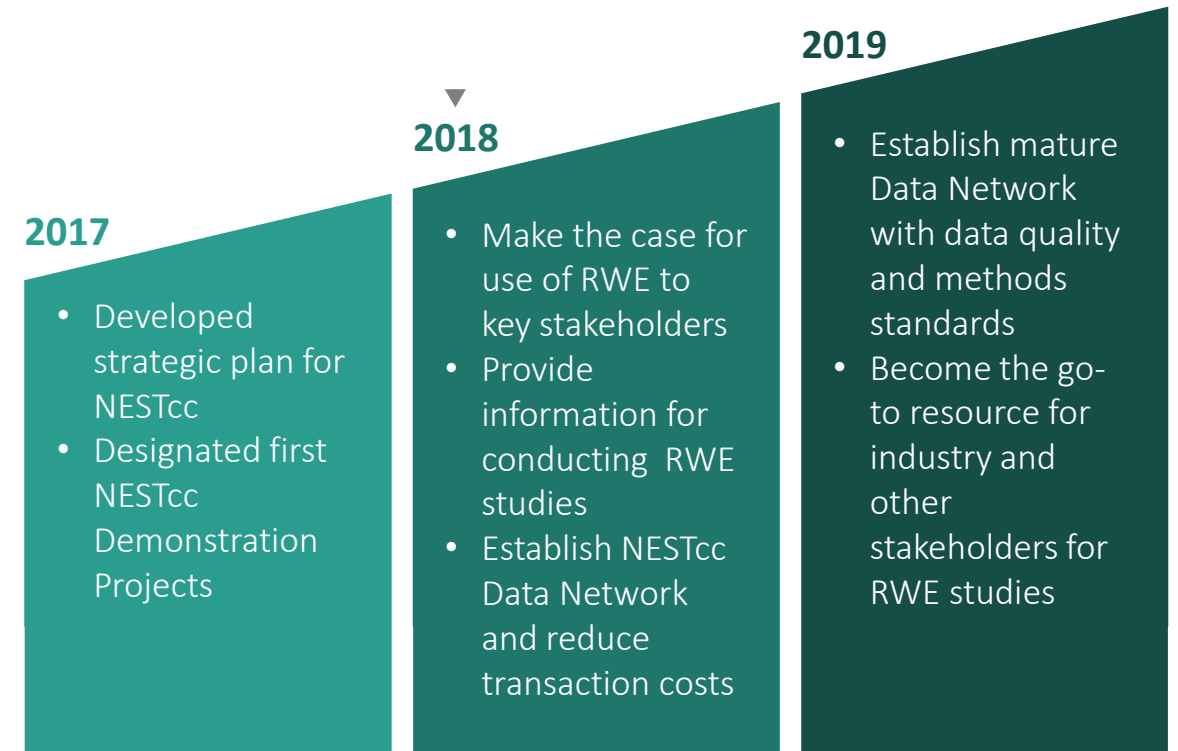 2017
• Developed
strategic plan for
NESTcc
• Designated first
NESTcc
Demonstration
Projects
2018
• Make the case for
use of RWE to
key stakeholders
• Provide
information for
conducting  RWE
studies
• Establish NESTcc
Data Network
and reduce
transaction costs
2019
• Establish mature
Data Network
with data quality
and methods
standards
• Become the go-
to resource for
industry and
other
stakeholders for
RWE studies